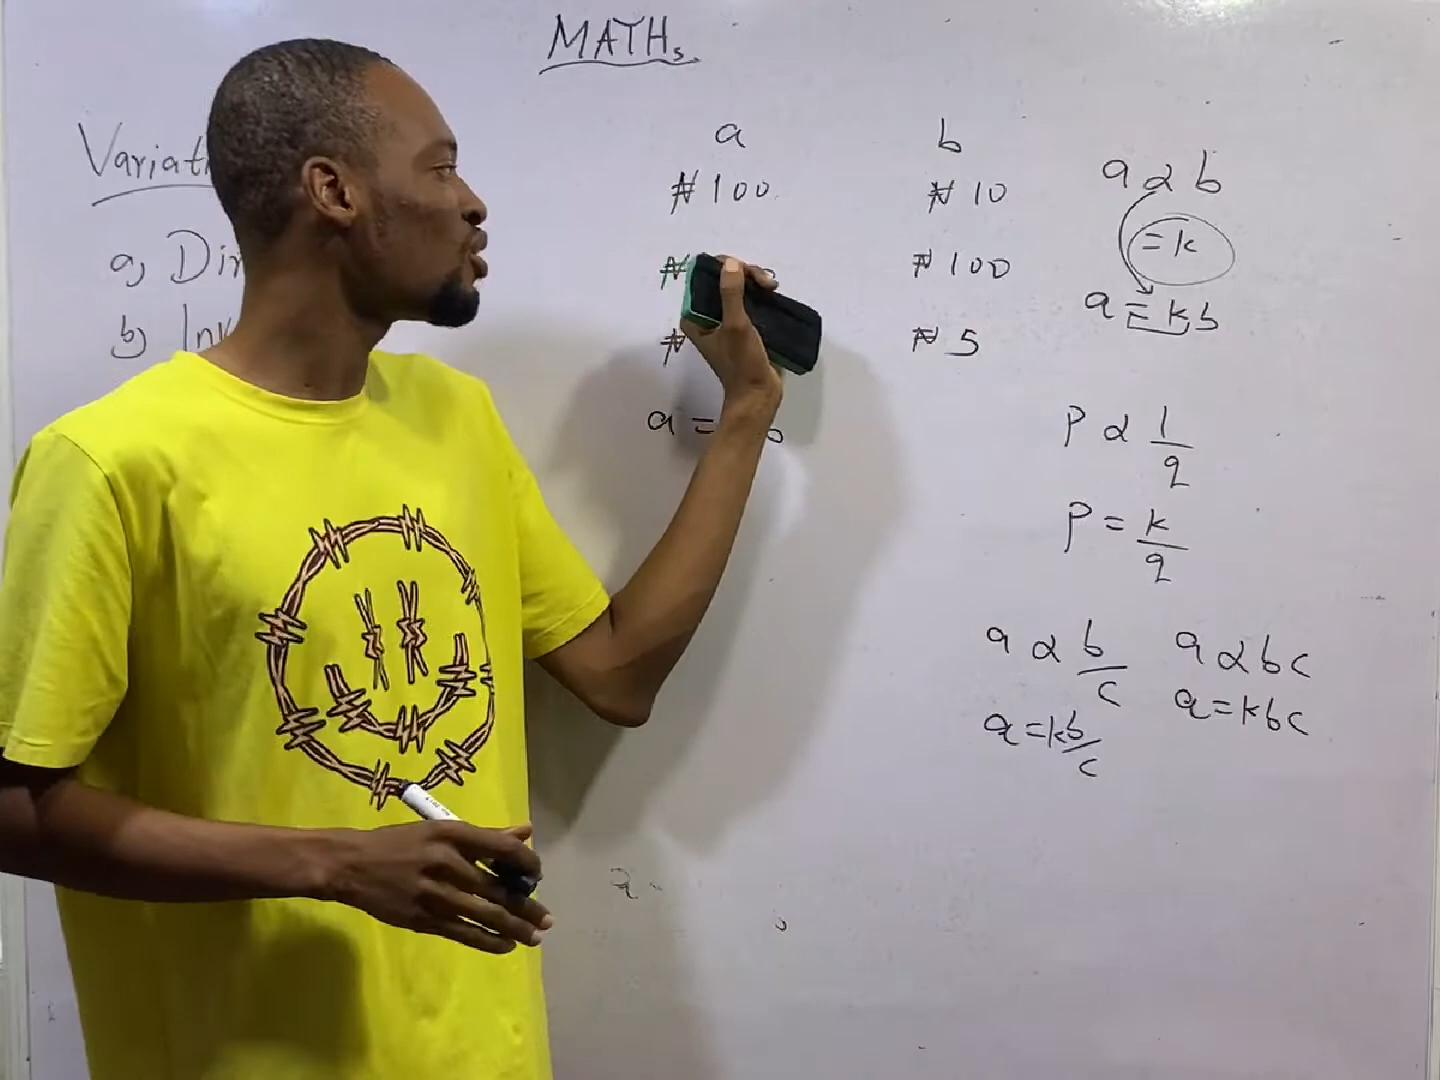 MATHs
a b
₦100 ₦10
a) 
b) 
₦ ₦100
₦ ₦5
a =
a α b
= k
a = kb
P α 1/q
P = k/q
a α b/c
a = kb/c
a α bc
a = kbc